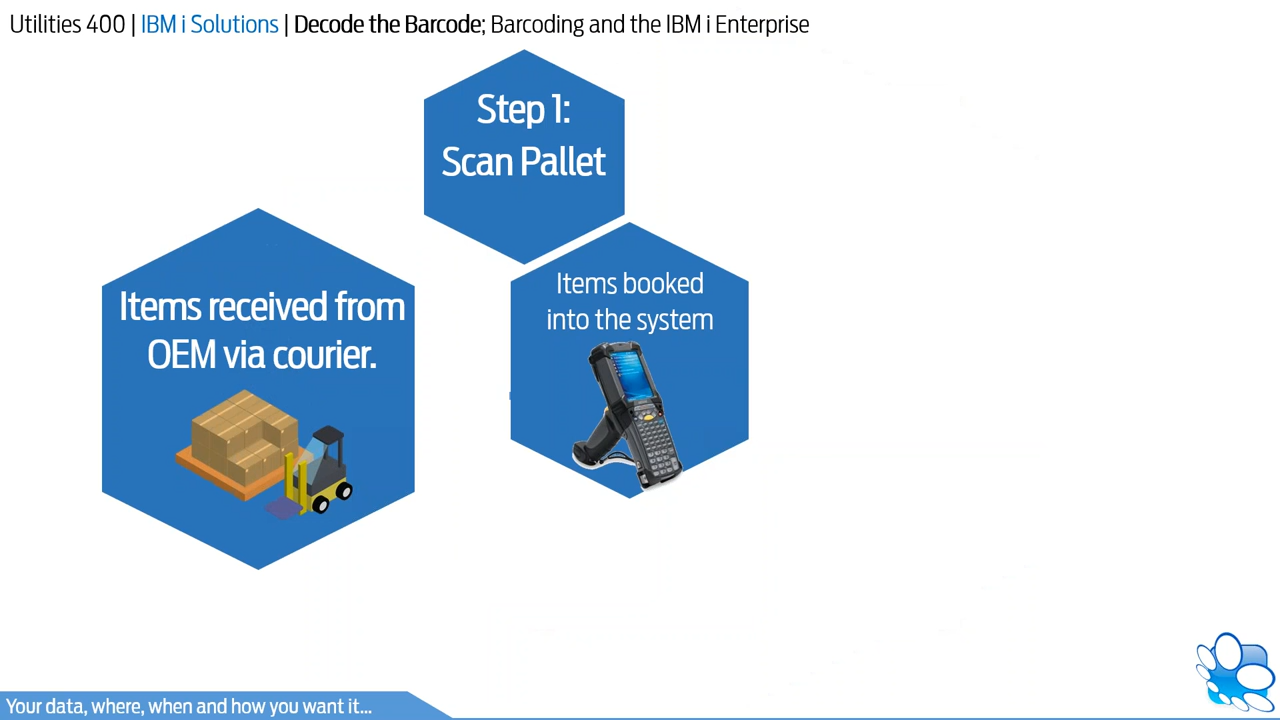 Utilities 400 | IBM i Solutions | Decode the Barcode; Barcoding and the IBM i Enterprise
Step 1:
Scan Pallet
Items received from
OEM via courier.
Items booked
into the system
Your data, where, when and how you want it...